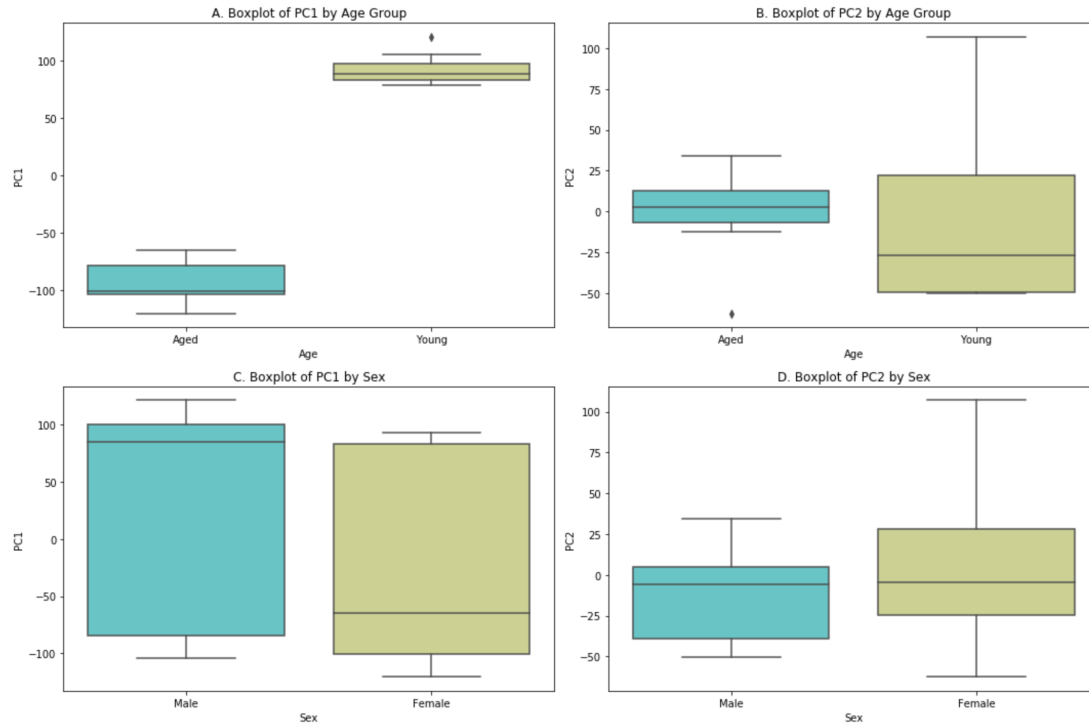 A. Boxplot of PC1 by Age Group
100
50
0
−50
−100
PC1
Aged
Young
Age
B. Boxplot of PC2 by Age Group
100
75
50
25
0
−25
−50
PC2
Aged
Young
Age
C. Boxplot of PC1 by Sex
100
50
0
−50
−100
PC1
Male
Female
Sex
D. Boxplot of PC2 by Sex
100
75
50
25
0
−25
−50
PC2
Male
Female
Sex